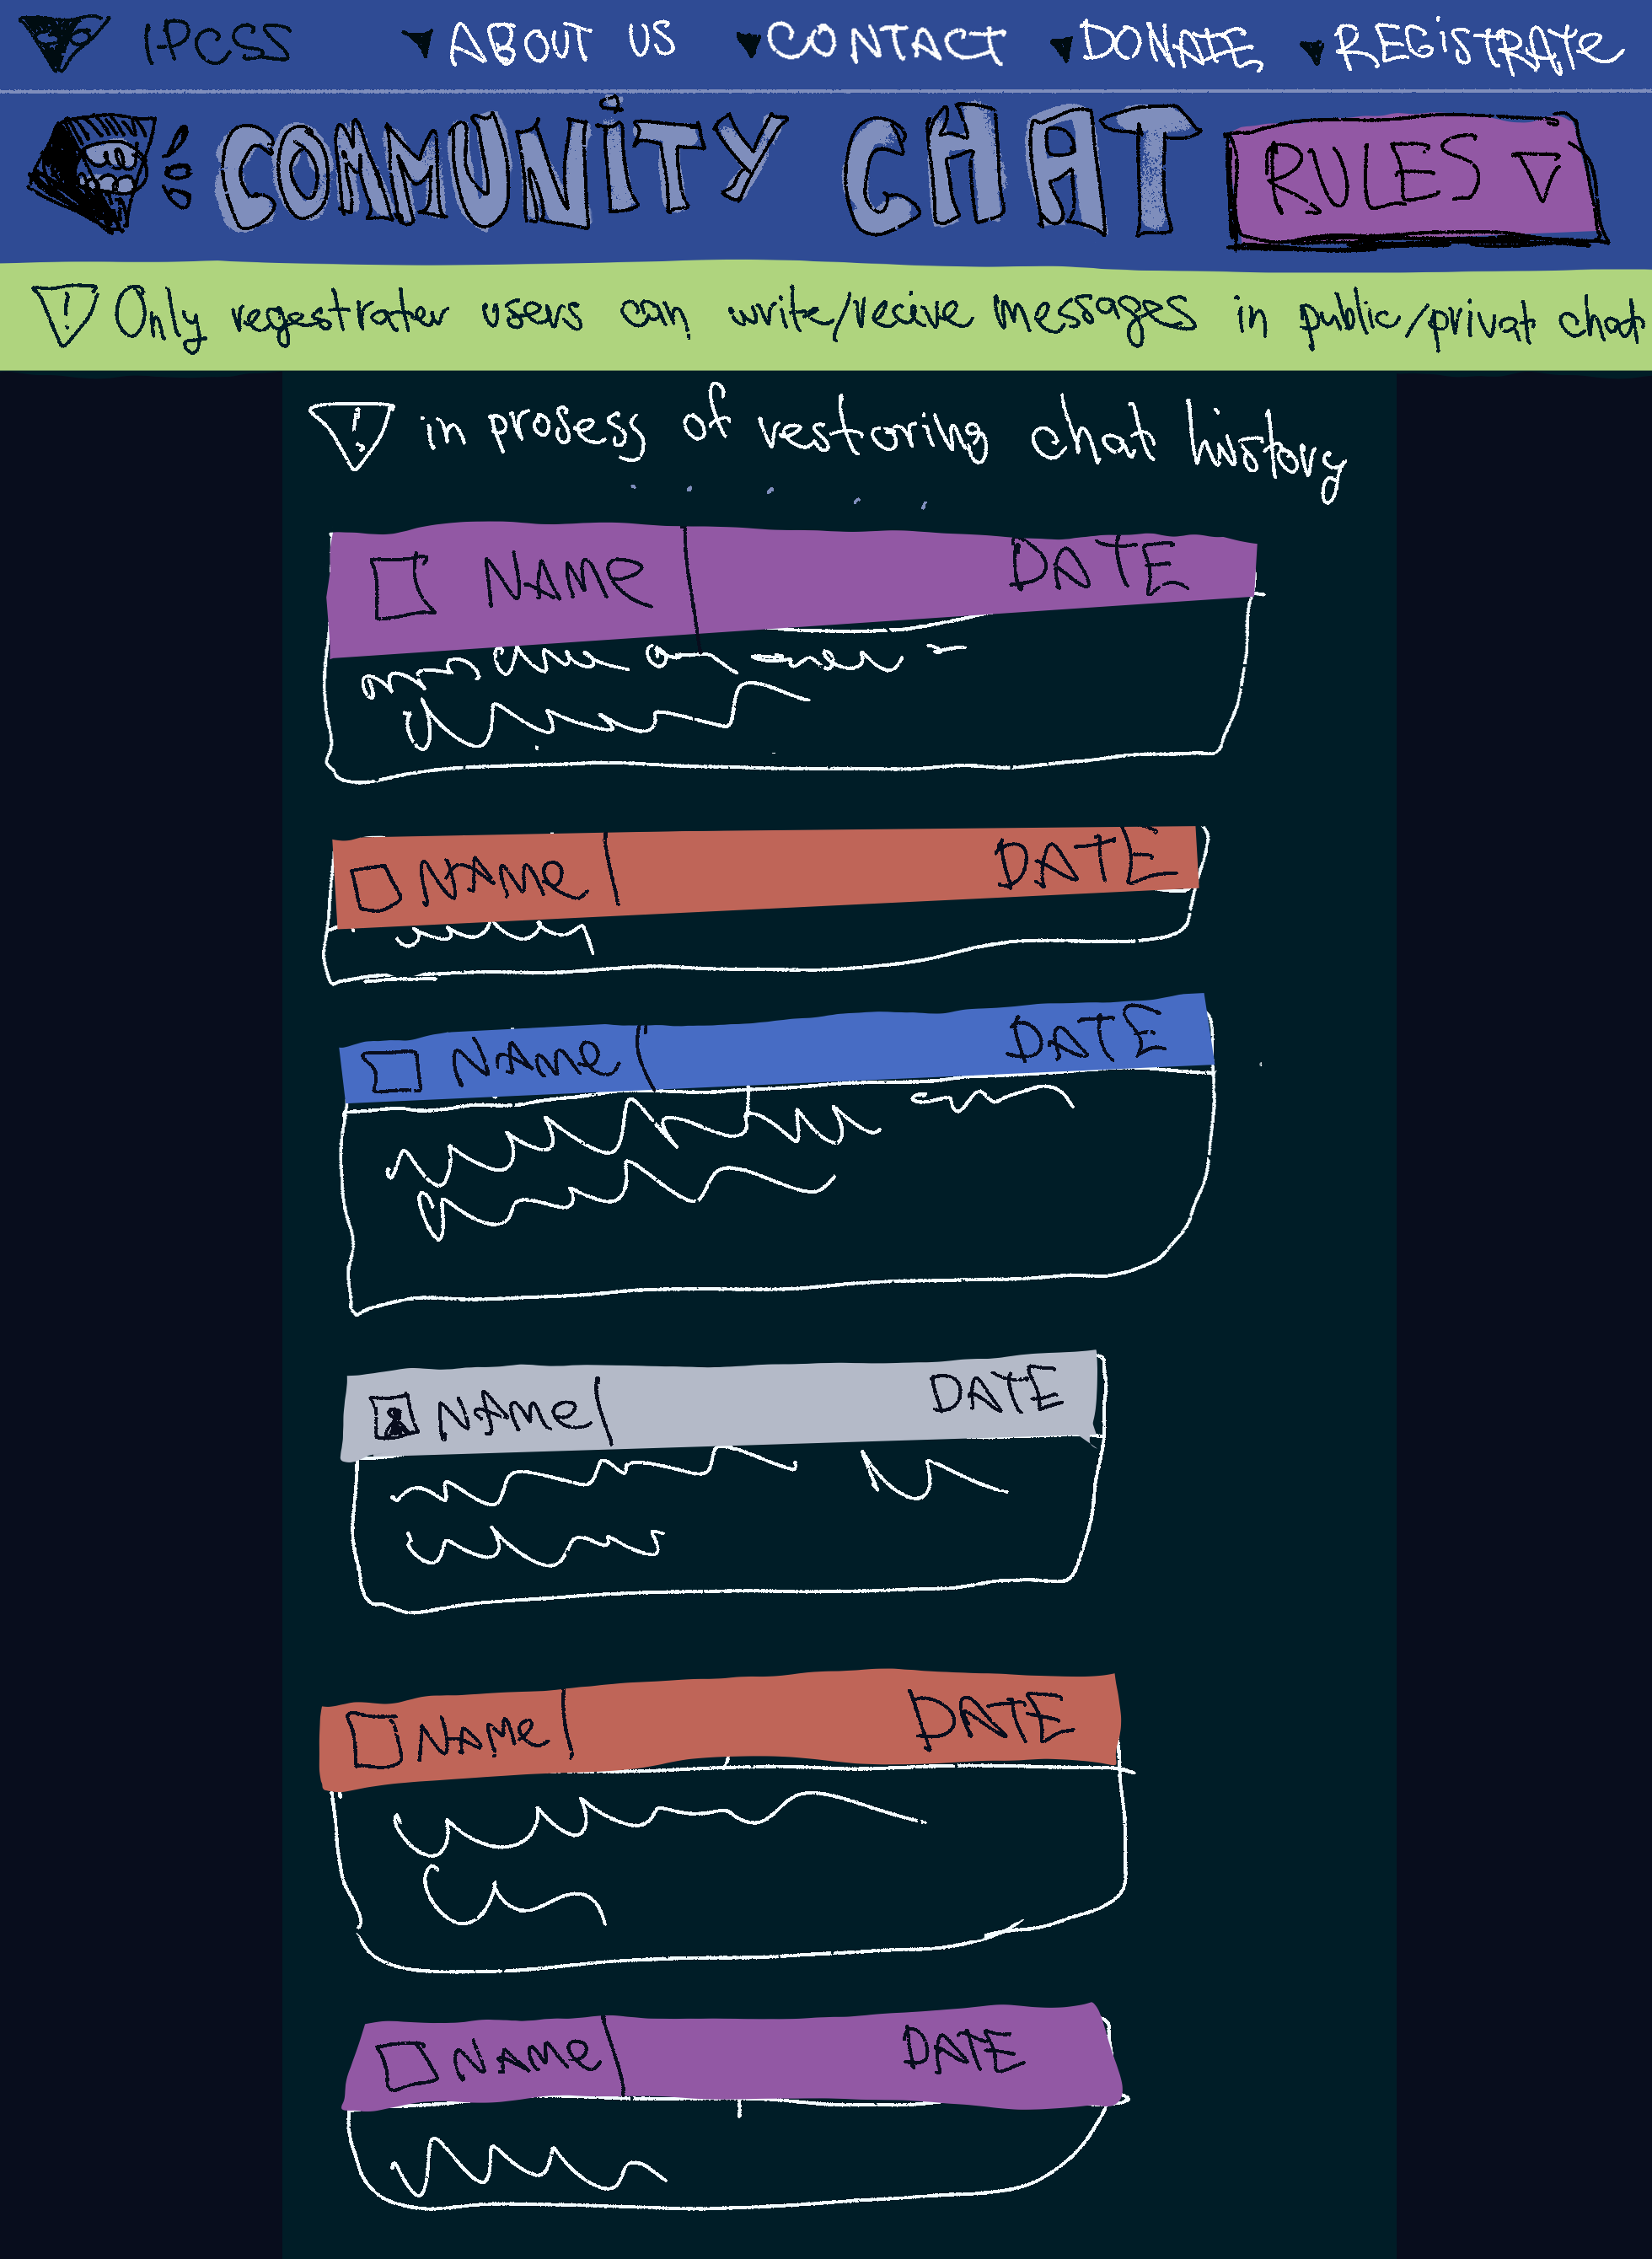 IPCSS ABOUT US CONTACT DONATE REGISTRATE
COMMUNITY CHAT RULES
! Only regestrater users can write/recive messages in public/privat chat
! in prosess of restoring chat history
NAME DATE
NAME DATE
NAME DATE
NAME DATE
NAME DATE
NAME DATE